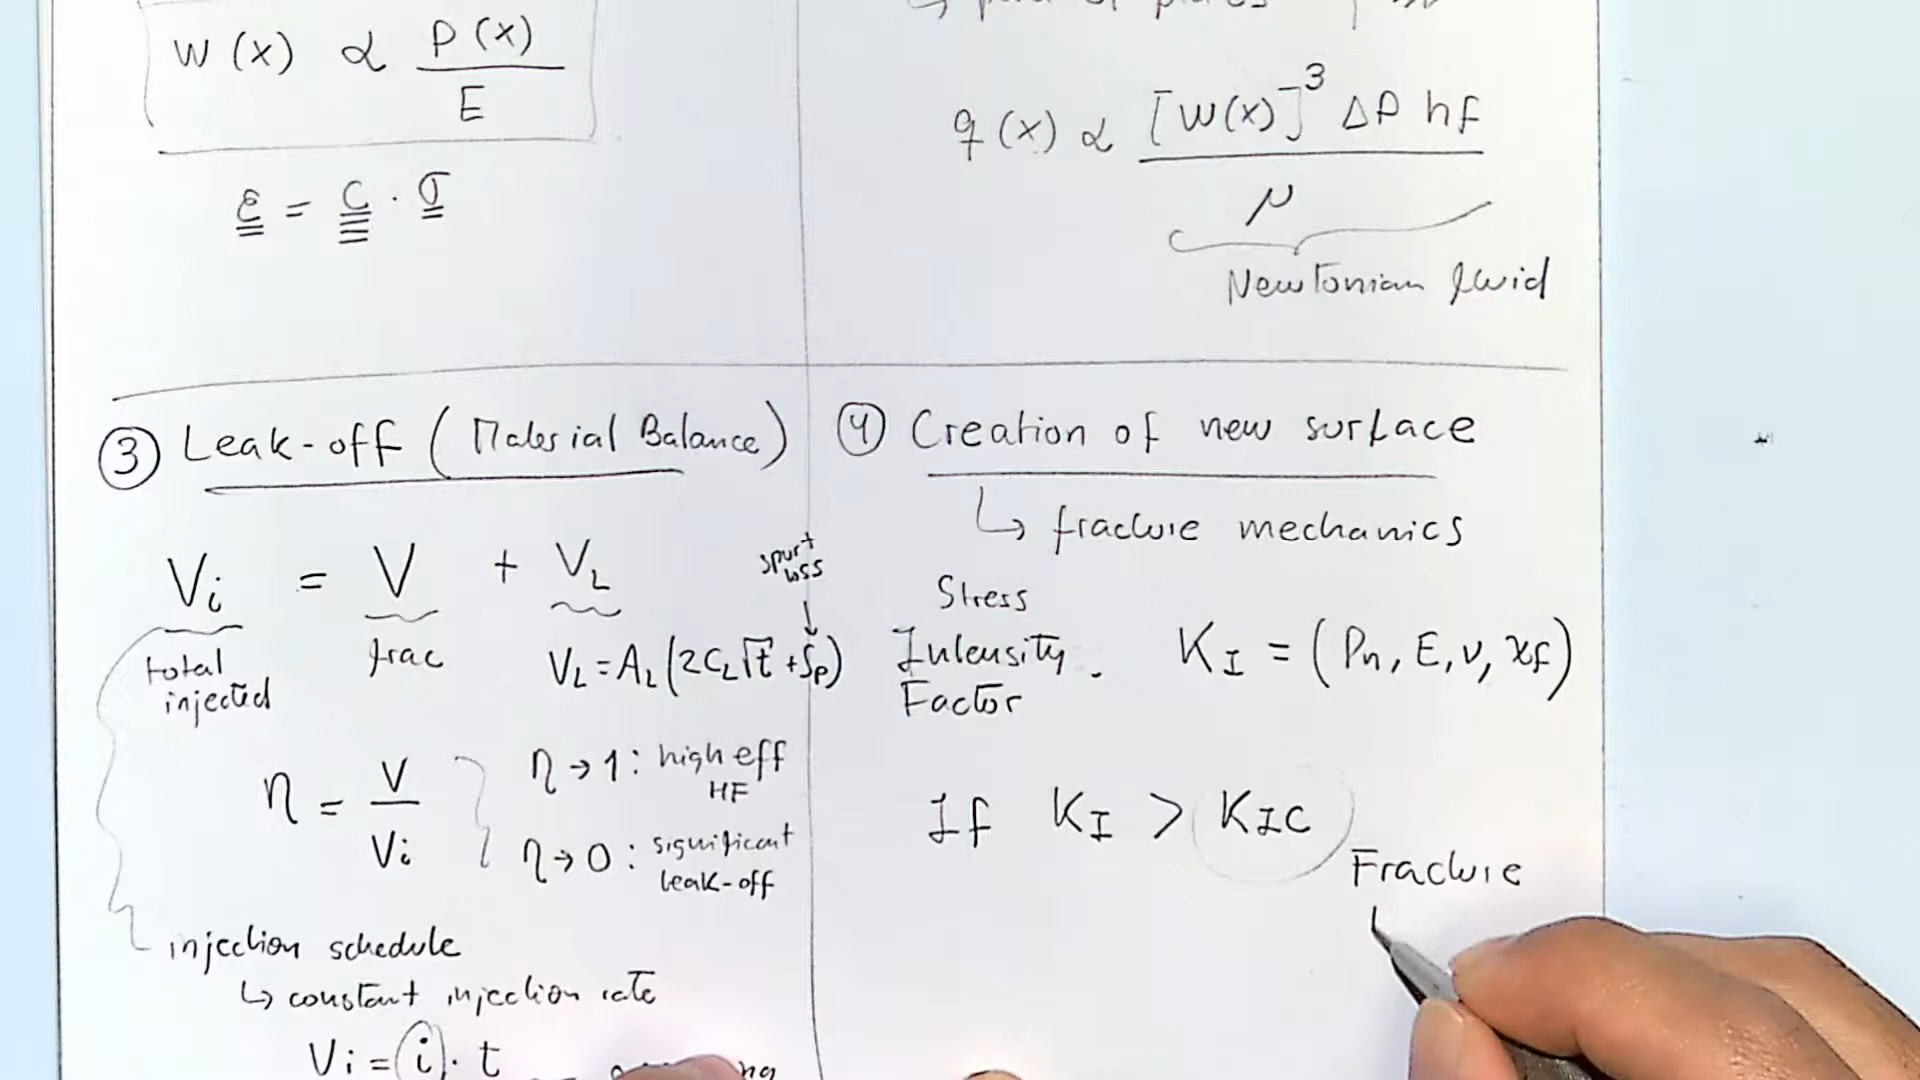 W(x) ∝ P(x) / E
ε = C · σ
q(x) ∝ [W(x)]³ ΔP hf / μ
Newtonian fluid
③ Leak-off (Material Balance)
Vi = V + VL
total injected
frac
spurt loss
VL = AL (2CL√t + Sp)
η = V / Vi
η → 1 : high eff HF
η → 0 : significant leak-off
injection schedule
↳ constant injection rate
Vi = i · t
④ Creation of new surface
↳ fracture mechanics
Stress
Intensity
Factor
KI = (Pn, E, ν, xf)
If KI > KIC
Fracture